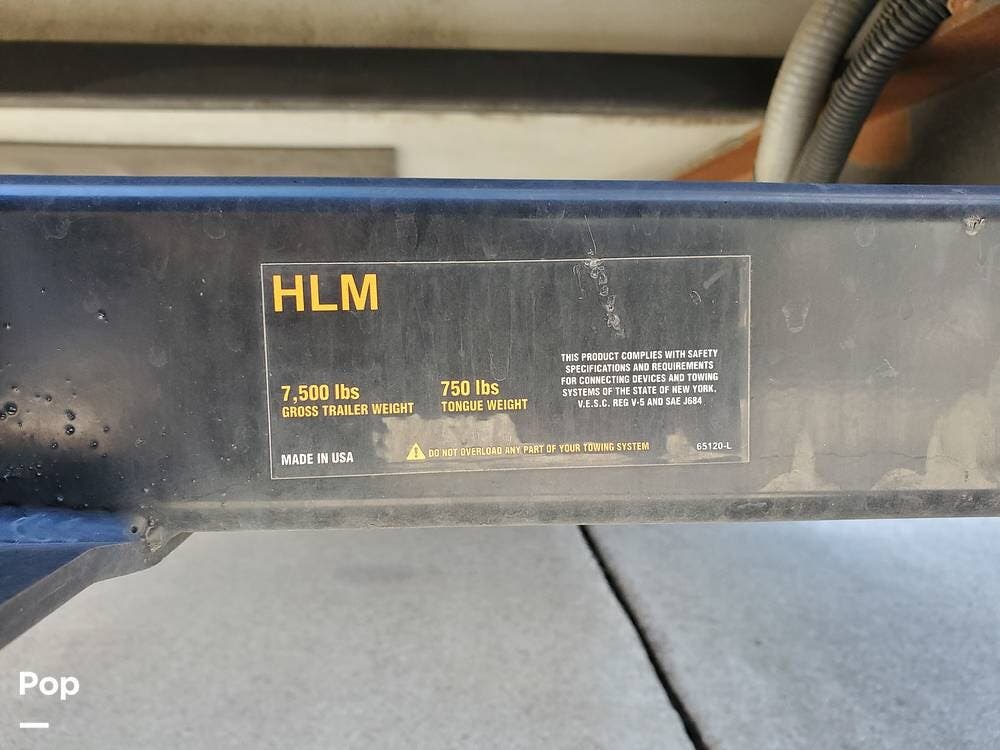 HLM
7,500 lbs
GROSS TRAILER WEIGHT
750 lbs
TONGUE WEIGHT
THIS PRODUCT COMPLIES WITH SAFETY
SPECIFICATIONS AND REQUIREMENTS
FOR CONNECTING DEVICES AND TOWING
SYSTEMS OF THE STATE OF NEW YORK.
V.E.S.C. REG V-5 AND SAE J684
MADE IN USA
DO NOT OVERLOAD ANY PART OF YOUR TOWING SYSTEM
65120-L
Pop